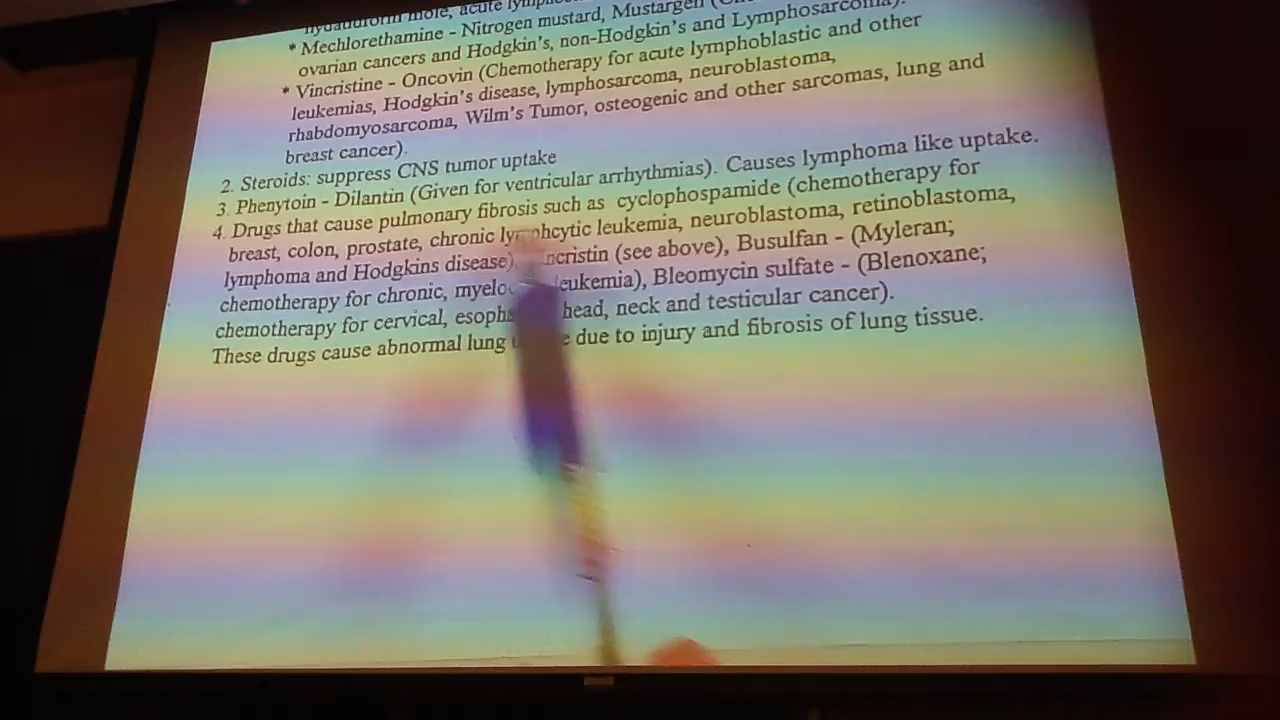 mole, acute
* Mechlorethamine - Nitrogen mustard, Mustargen
ovarian cancers and Hodgkin's, non-Hodgkin's and Lymphosarcoma).
* Vincristine - Oncovin (Chemotherapy for acute lymphoblastic and other
leukemias, Hodgkin's disease, lymphosarcoma, neuroblastoma,
rhabdomyosarcoma, Wilm's Tumor, osteogenic and other sarcomas, lung and
breast cancer).
2. Steroids: suppress CNS tumor uptake
3. Phenytoin - Dilantin (Given for ventricular arrhythmias). Causes lymphoma like uptake.
4. Drugs that cause pulmonary fibrosis such as cyclophospamide (chemotherapy for
breast, colon, prostate, chronic lymphcytic leukemia, neuroblastoma, retinoblastoma,
lymphoma and Hodgkins disease), (see above), Busulfan - (Myleran;
chemotherapy for chronic, Bleomycin sulfate - (Blenoxane;
chemotherapy for cervical, head, neck and testicular cancer).
These drugs cause abnormal lung due to injury and fibrosis of lung tissue.